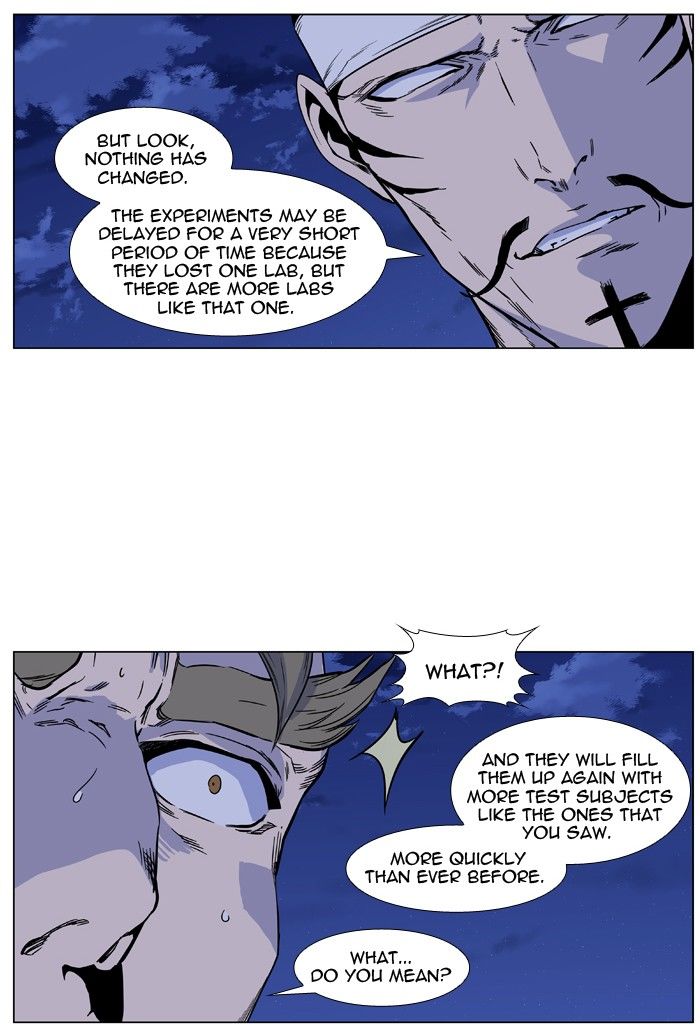 BUT LOOK,
NOTHING HAS
CHANGED.
THE EXPERIMENTS MAY BE
DELAYED FOR A VERY SHORT
PERIOD OF TIME BECAUSE
THEY LOST ONE LAB, BUT
THERE ARE MORE LABS
LIKE THAT ONE.
WHAT?!
AND THEY WILL FILL
THEM UP AGAIN WITH
MORE TEST SUBJECTS
LIKE THE ONES THAT
YOU SAW.
MORE QUICKLY
THAN EVER BEFORE.
WHAT...
DO YOU MEAN?